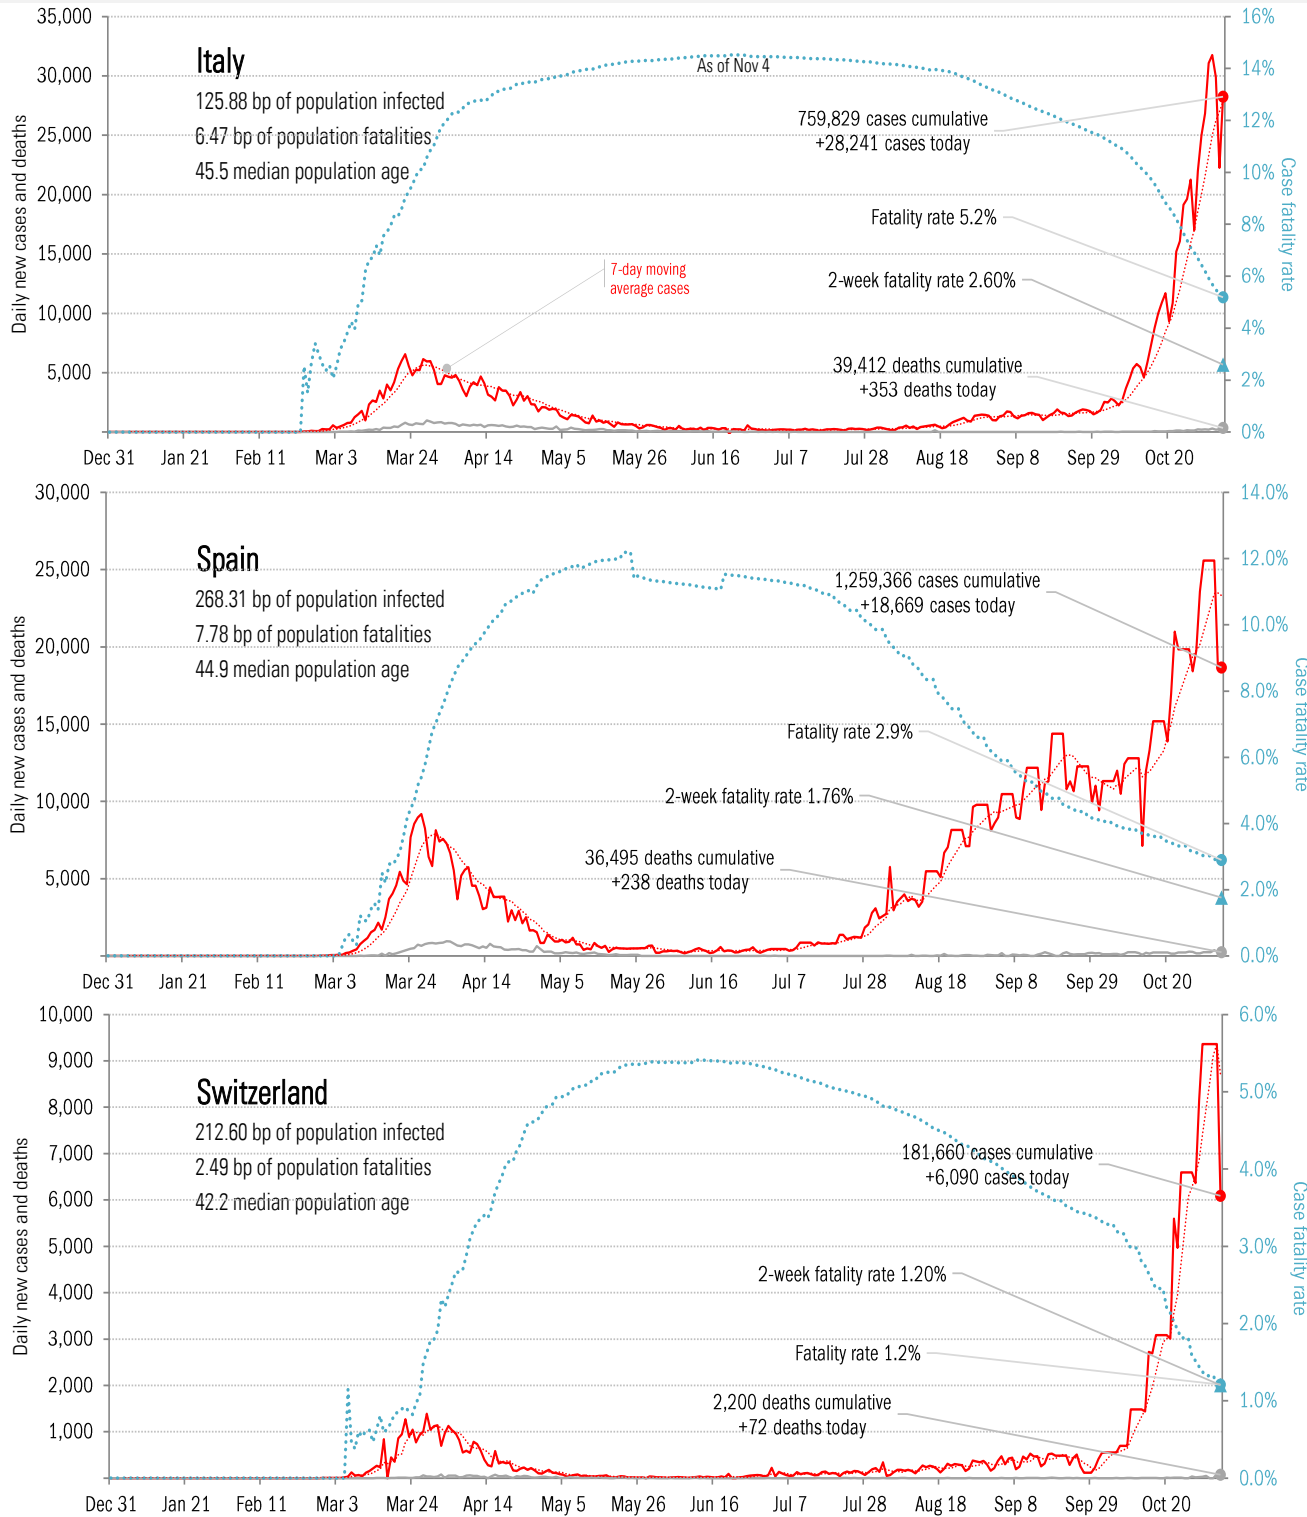 35,000
30,000
25,000
20,000
15,000
10,000
5,000
Daily new cases and deaths
Italy
125.88 bp of population infected
6.47 bp of population fatalities
45.5 median population age
As of Nov 4
759,829 cases cumulative
+28,241 cases today
Fatality rate 5.2%
2-week fatality rate 2.60%
7-day moving
average cases
39,412 deaths cumulative
+353 deaths today
16%
14%
12%
10%
8%
6%
4%
2%
0%
Case fatality rate
Dec 31 Jan 21 Feb 11 Mar 3 Mar 24 Apr 14 May 5 May 26 Jun 16 Jul 7 Jul 28 Aug 18 Sep 8 Sep 29 Oct 20
30,000
25,000
20,000
15,000
10,000
5,000
Daily new cases and deaths
Spain
268.31 bp of population infected
7.78 bp of population fatalities
44.9 median population age
1,259,366 cases cumulative
+18,669 cases today
Fatality rate 2.9%
2-week fatality rate 1.76%
36,495 deaths cumulative
+238 deaths today
14.0%
12.0%
10.0%
8.0%
6.0%
4.0%
2.0%
0.0%
Case fatality rate
Dec 31 Jan 21 Feb 11 Mar 3 Mar 24 Apr 14 May 5 May 26 Jun 16 Jul 7 Jul 28 Aug 18 Sep 8 Sep 29 Oct 20
10,000
9,000
8,000
7,000
6,000
5,000
4,000
3,000
2,000
1,000
Daily new cases and deaths
Switzerland
212.60 bp of population infected
2.49 bp of population fatalities
42.2 median population age
181,660 cases cumulative
+6,090 cases today
2-week fatality rate 1.20%
Fatality rate 1.2%
2,200 deaths cumulative
+72 deaths today
6.0%
5.0%
4.0%
3.0%
2.0%
1.0%
0.0%
Case fatality rate
Dec 31 Jan 21 Feb 11 Mar 3 Mar 24 Apr 14 May 5 May 26 Jun 16 Jul 7 Jul 28 Aug 18 Sep 8 Sep 29 Oct 20